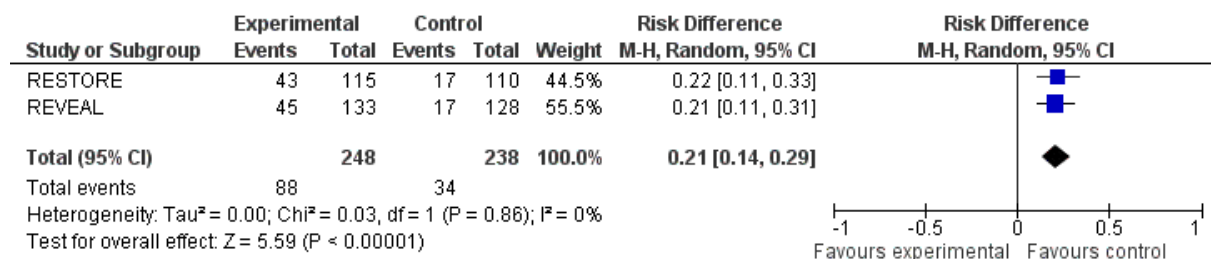 Experimental Control Risk Difference Risk Difference
Study or Subgroup Events Total Events Total Weight M-H, Random, 95% CI M-H, Random, 95% CI
RESTORE 43 115 17 110 44.5% 0.22 [0.11, 0.33]
REVEAL 45 133 17 128 55.5% 0.21 [0.11, 0.31]
Total (95% CI) 248 238 100.0% 0.21 [0.14, 0.29]
Total events 88 34
Heterogeneity: Tau² = 0.00; Chi² = 0.03, df = 1 (P = 0.86); I² = 0%
Test for overall effect: Z = 5.59 (P < 0.00001)
-1 -0.5 0 0.5 1
Favours experimental Favours control